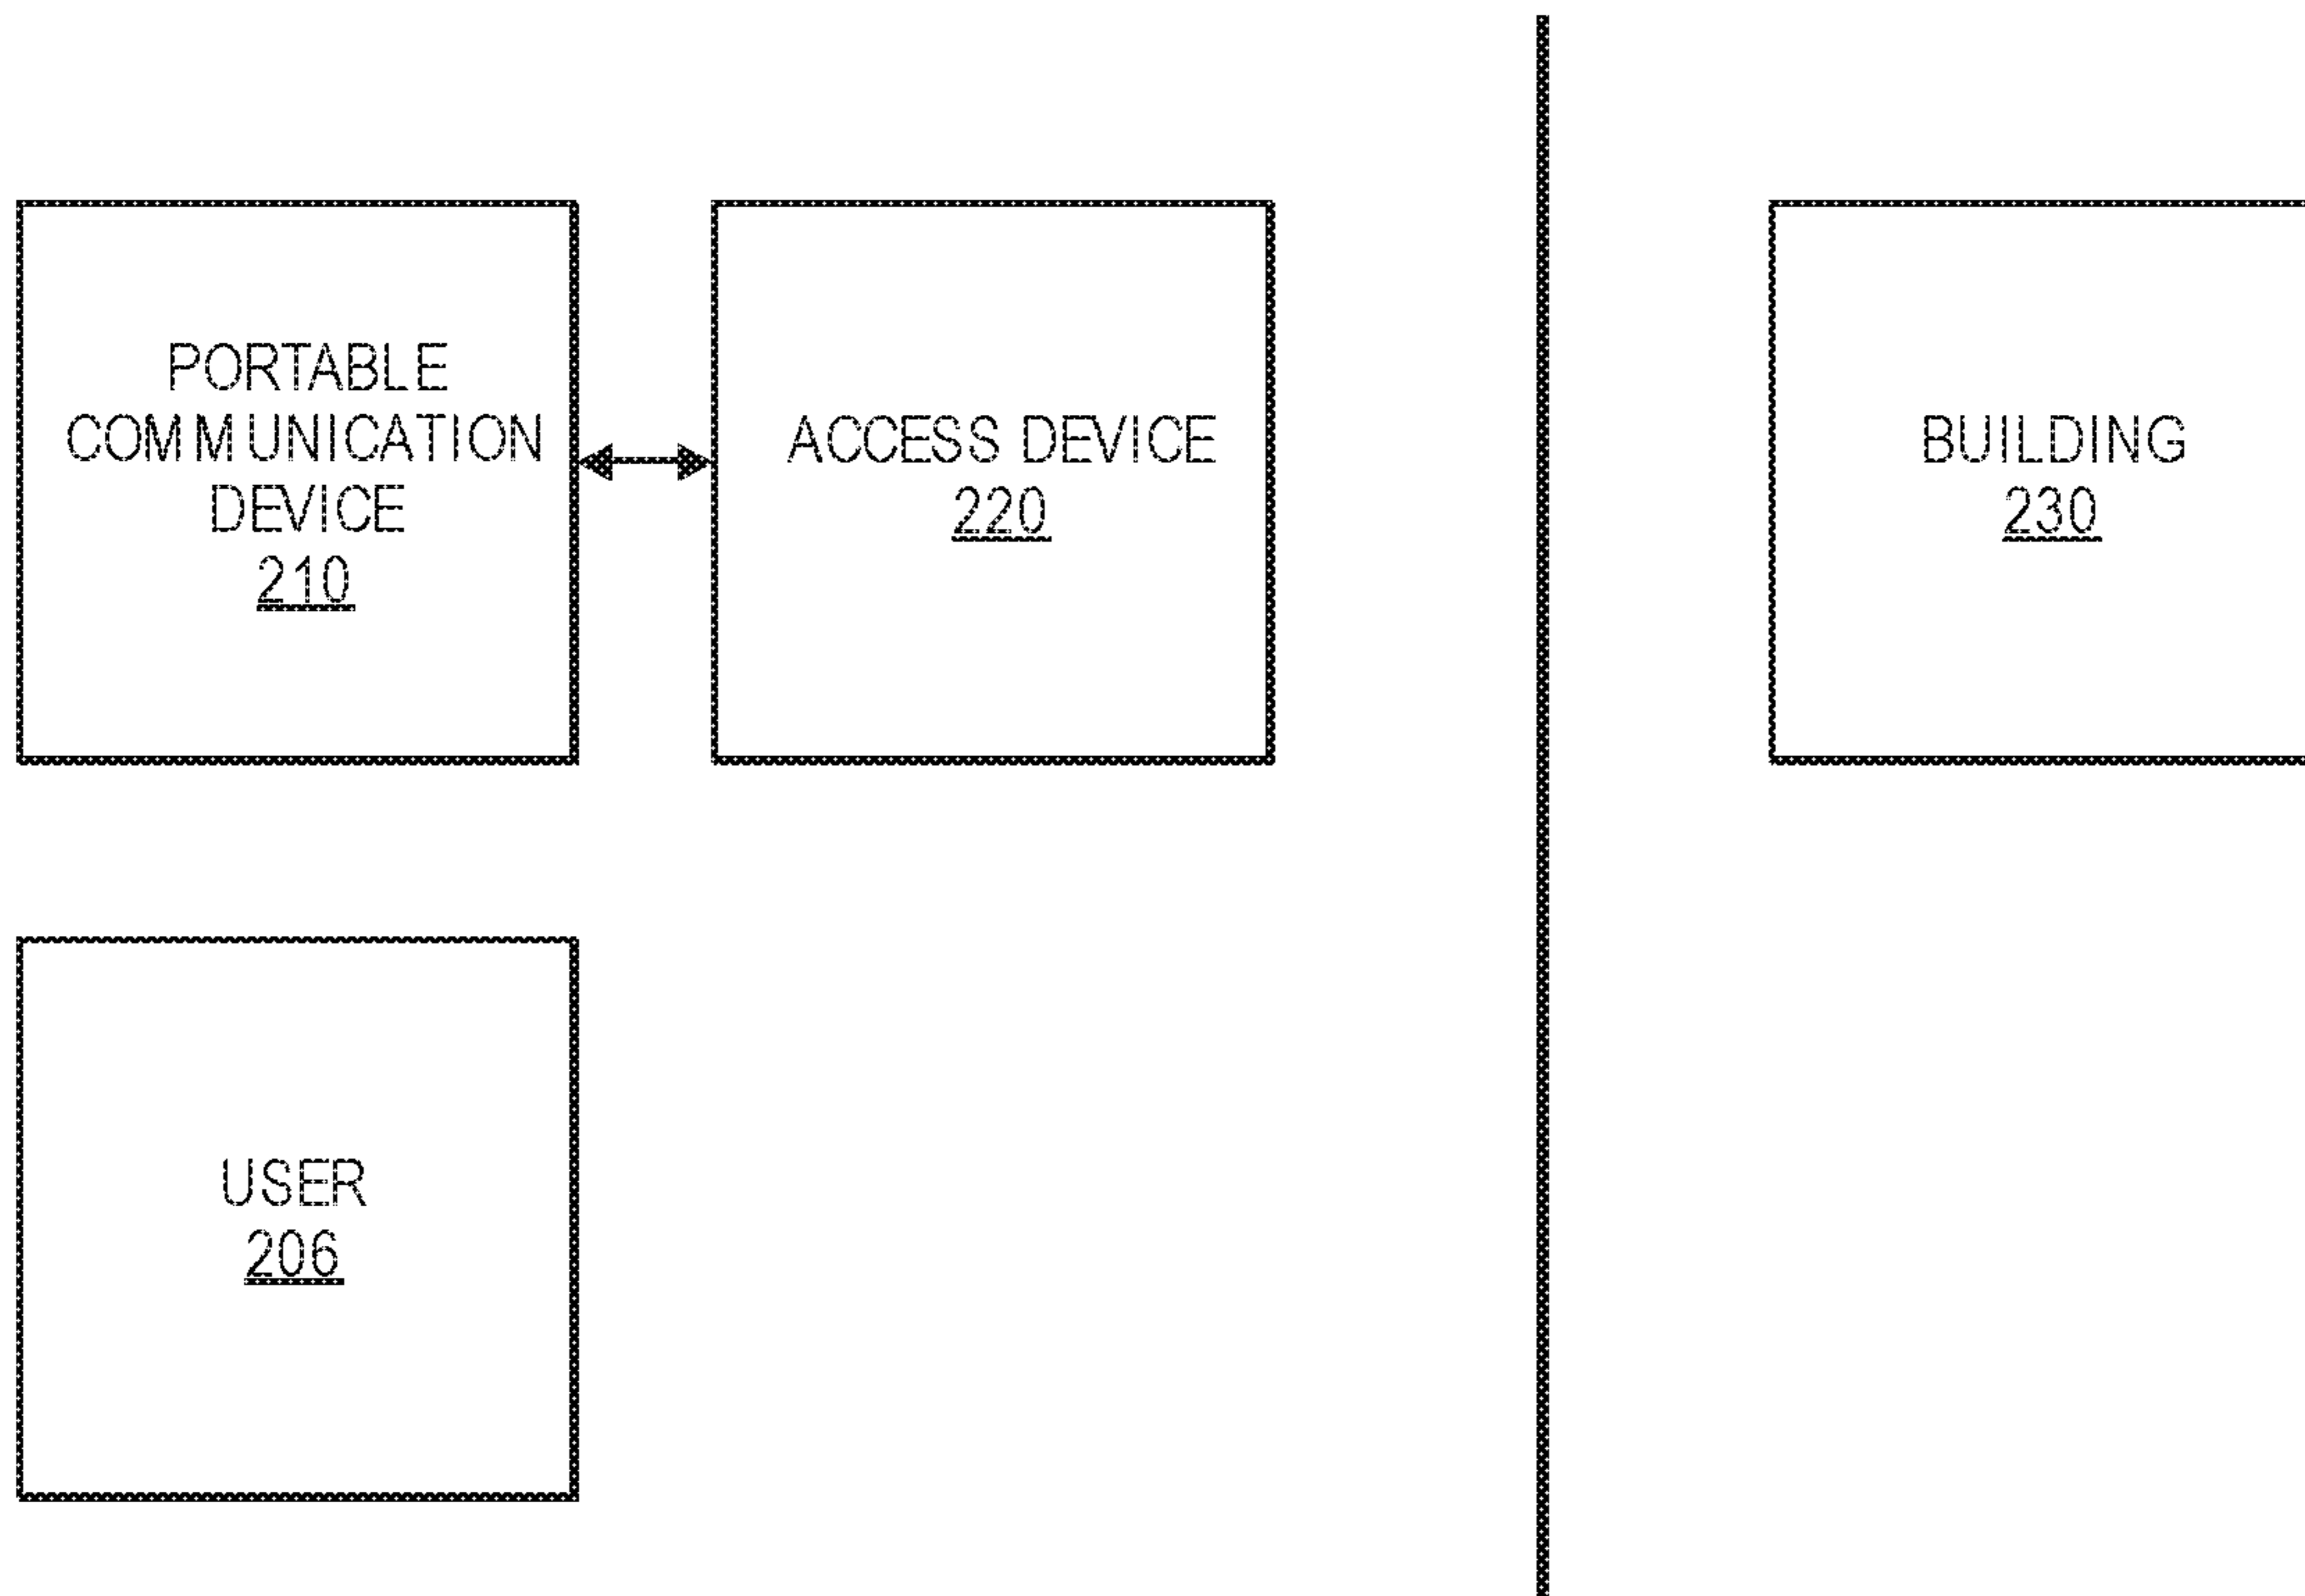 PORTABLE
COMMUNICATION
DEVICE
210
ACCESS DEVICE
220
BUILDING
230
USER
206